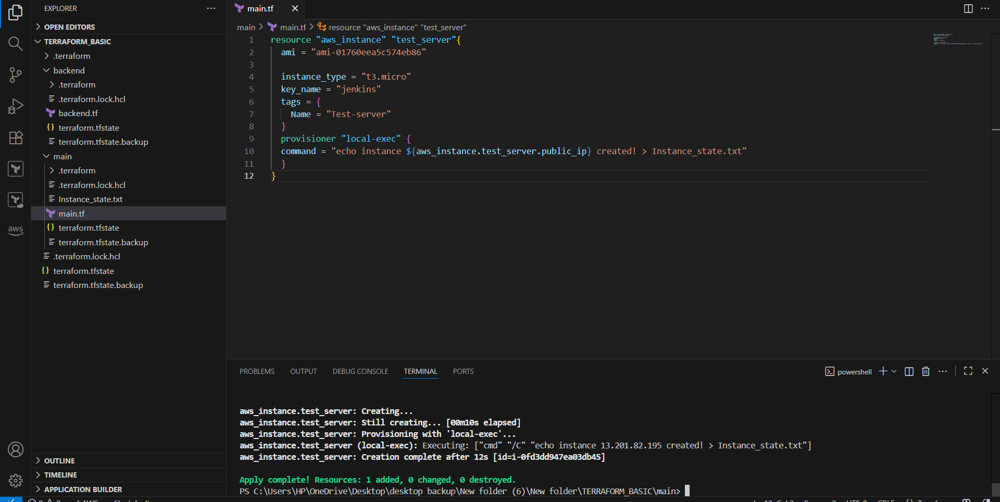 EXPLORER
OPEN EDITORS
TERRAFORM_BASIC
.terraform
backend
.terraform
.terraform.lock.hcl
backend.tf
terraform.tfstate
terraform.tfstate.backup
main
.terraform
.terraform.lock.hcl
Instance_state.txt
main.tf
terraform.tfstate
terraform.tfstate.backup
.terraform.lock.hcl
terraform.tfstate
terraform.tfstate.backup
OUTLINE
TIMELINE
APPLICATION BUILDER
aws
main.tf
main > main.tf > resource "aws_instance" "test_server"
1 resource "aws_instance" "test_server"{
2 ami = "ami-01760eea5c574eb86"
3
4 instance_type = "t3.micro"
5 key_name = "jenkins"
6 tags = {
7 Name = "Test-server"
8 }
9 provisioner "local-exec" {
10 command = "echo instance ${aws_instance.test_server.public_ip} created! > Instance_state.txt"
11 }
12 }
PROBLEMS OUTPUT DEBUG CONSOLE TERMINAL PORTS powershell
aws_instance.test_server: Creating...
aws_instance.test_server: Still creating... [00m10s elapsed]
aws_instance.test_server: Provisioning with 'local-exec'...
aws_instance.test_server (local-exec): Executing: ["cmd" "/C" "echo instance 13.201.82.195 created! > Instance_state.txt"]
aws_instance.test_server: Creation complete after 12s [id=i-0fd3dd947ea03db45]
Apply complete! Resources: 1 added, 0 changed, 0 destroyed.
PS C:\Users\HP\OneDrive\Desktop\desktop backup\New folder (6)\New folder\TERRAFORM_BASIC\main>